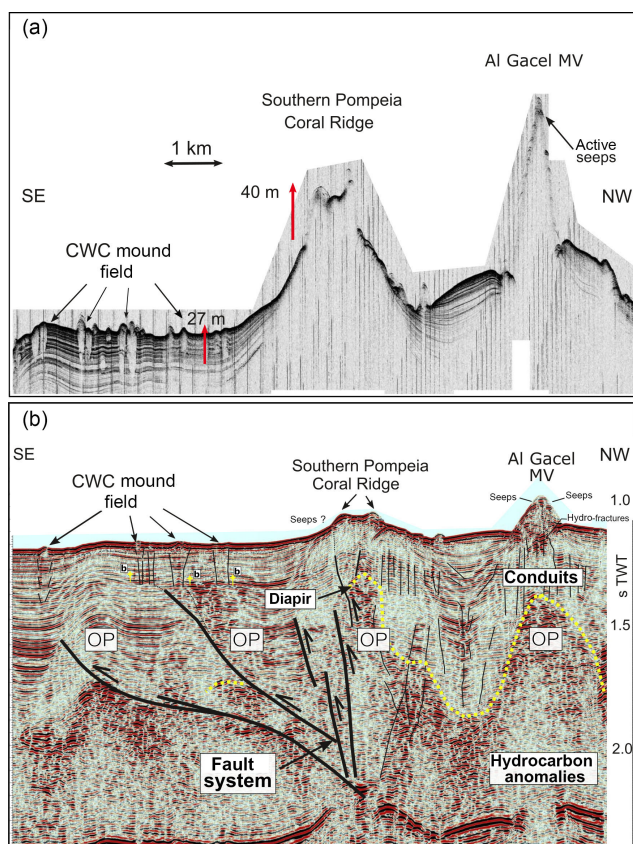 (a)
Al Gacel MV
Southern Pompeia
Coral Ridge
1 km
Active
seeps
SE
40 m
NW
CWC mound
field
27 m
(b)
SE
NW
Southern Pompeia
Coral Ridge
Al Gacel
MV
CWC mound
field
1.0
Seeps
Seeps
Seeps ?
Hydro-fractures
b
b
b
Conduits
s TWT
Diapir
1.5
OP
OP
OP
OP
2.0
Fault
system
Hydrocarbon
anomalies